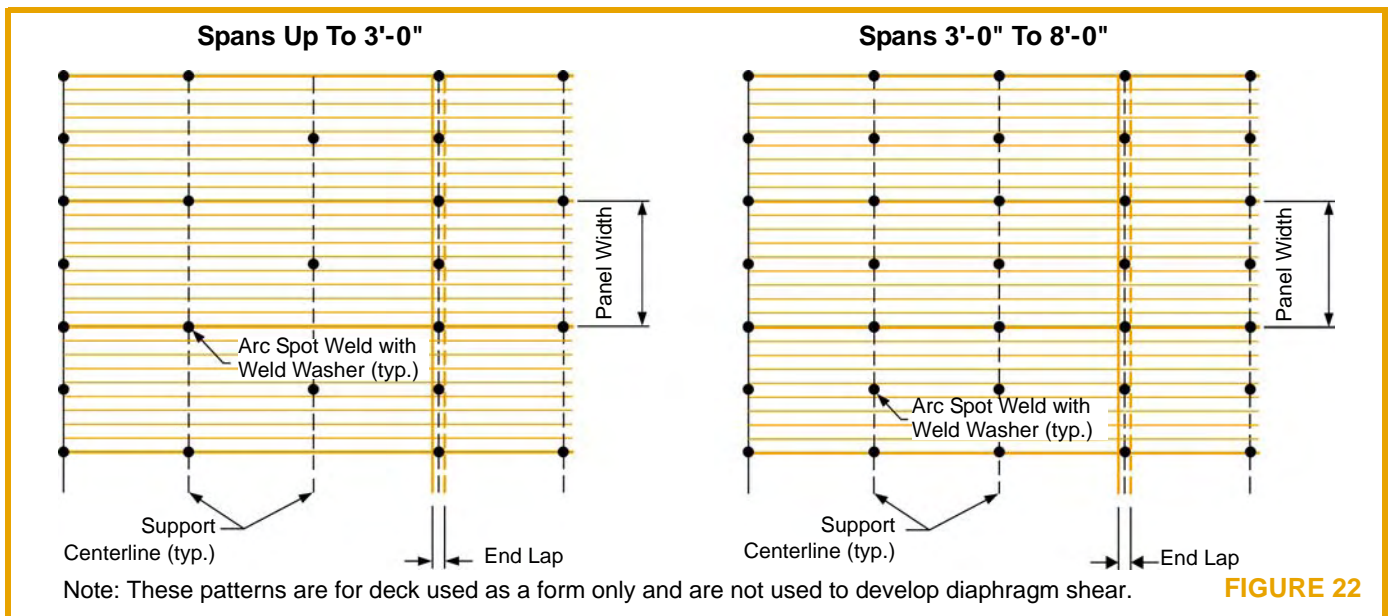 Spans Up To 3'-0"
Spans 3'-0" To 8'-0"
Panel Width
Arc Spot Weld with
Weld Washer (typ.)
Support
Centerline (typ.)
End Lap
Panel Width
Arc Spot Weld with
Weld Washer (typ.)
Support
Centerline (typ.)
End Lap
Note: These patterns are for deck used as a form only and are not used to develop diaphragm shear.
FIGURE 22